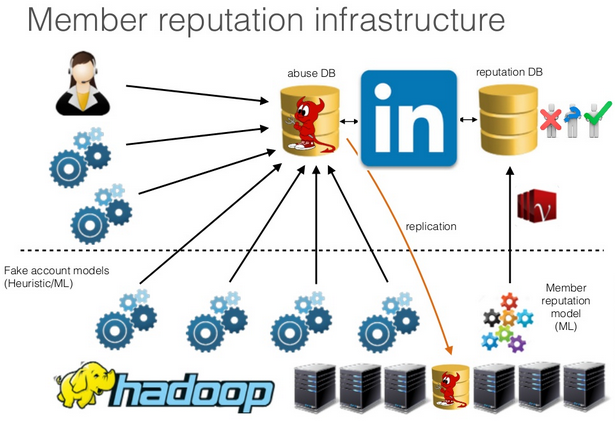 Member reputation infrastructure
abuse DB
reputation DB
in
V
replication
Fake account models
(Heuristic/ML)
Member
reputation
model
(ML)
hadoop